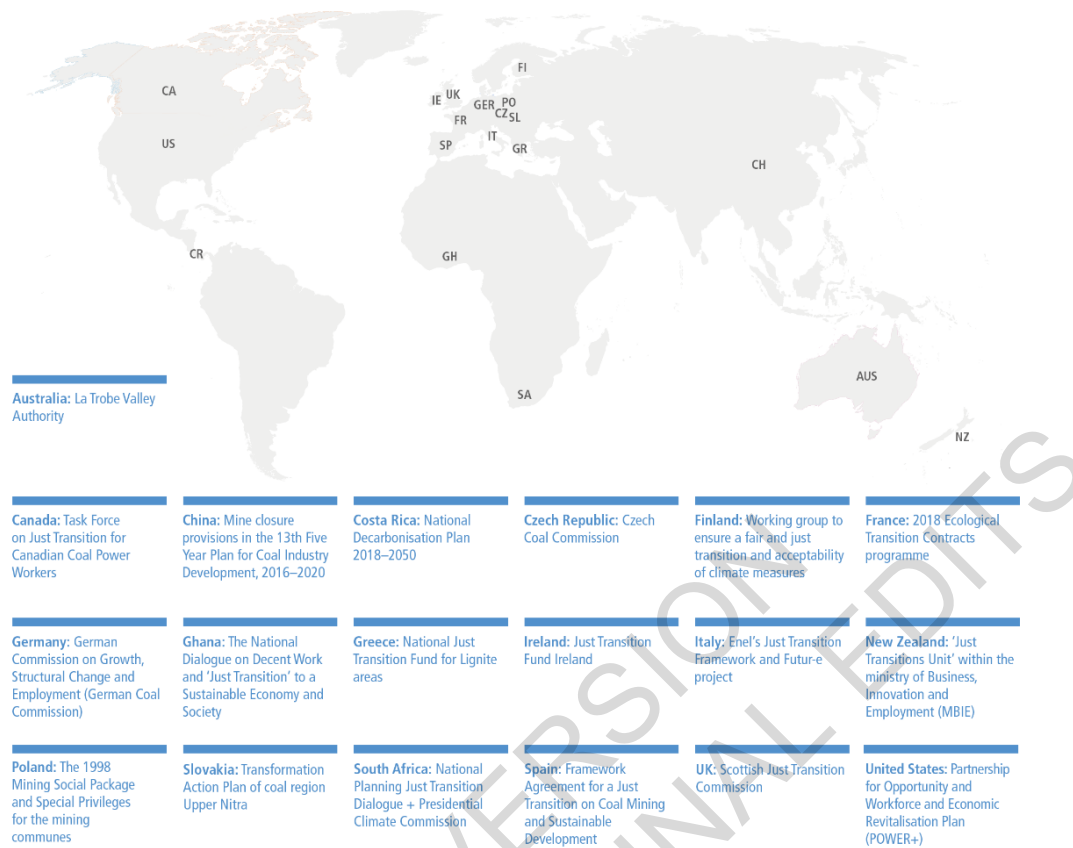 FI
CA
IE
UK
GER
PO
CZ
SL
FR
US
IT
SP
GR
CH
CR
GH
AUS
SA
NZ
Australia: La Trobe Valley
Authority
Canada: Task Force
on Just Transition for
Canadian Coal Power
Workers
China: Mine closure
provisions in the 13th Five
Year Plan for Coal Industry
Development, 2016–2020
Costa Rica: National
Decarbonisation Plan
2018–2050
Czech Republic: Czech
Coal Commission
Finland: Working group to
ensure a fair and just
transition and acceptability
of climate measures
France: 2018 Ecological
Transition Contracts
programme
Germany: German
Commission on Growth,
Structural Change and
Employment (German Coal
Commission)
Ghana: The National
Dialogue on Decent Work
and 'Just Transition' to a
Sustainable Economy and
Society
Greece: National Just
Transition Fund for Lignite
areas
Ireland: Just Transition
Fund Ireland
Italy: Enel's Just Transition
Framework and Futur-e
project
New Zealand: 'Just
Transitions Unit' within the
ministry of Business,
Innovation and
Employment (MBIE)
Poland: The 1998
Mining Social Package
and Special Privileges
for the mining
communes
Slovakia: Transformation
Action Plan of coal region
Upper Nitra
South Africa: National
Planning Just Transition
Dialogue + Presidential
Climate Commission
Spain: Framework
Agreement for a Just
Transition on Coal Mining
and Sustainable
Development
UK: Scottish Just Transition
Commission
United States: Partnership
for Opportunity and
Workforce and Economic
Revitalisation Plan
(POWER+)
VERSION
INAL EDITS